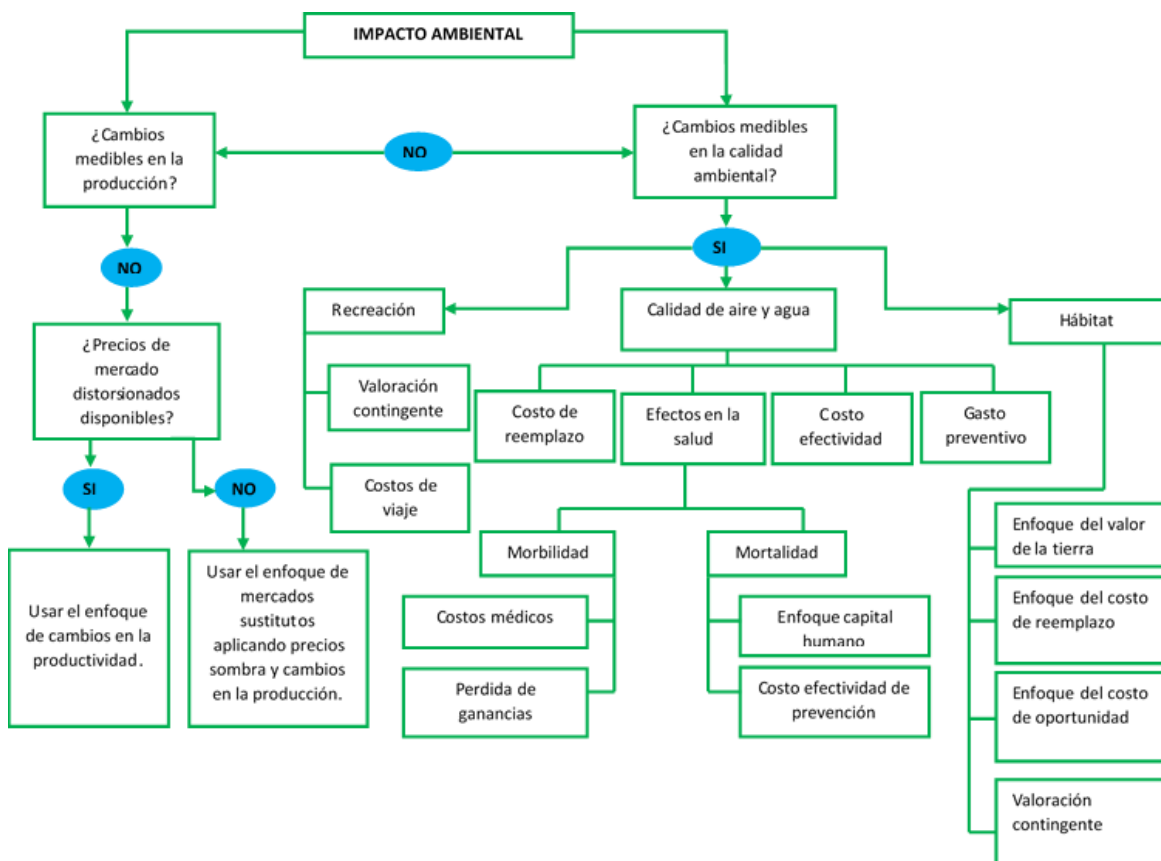 IMPACTO AMBIENTAL
¿Cambios
medibles en la
producción?
NO
¿Cambios medibles
en la calidad
ambiental?
NO
SI
Recreación
Calidad de aire y agua
Hábitat
¿Precios de
mercado
distorsionados
disponibles?
Valoración
contingente
Costo de
reemplazo
Efectos en la
salud
Costo
efectividad
Gasto
preventivo
SI
NO
Costos de
viaje
Morbilidad
Mortalidad
Enfoque del valor
de la tierra
Usar el enfoque
de cambios en la
productividad.
Usar el enfoque de
mercados
sustitutos
aplicando precios
sombra y cambios
en la producción.
Costos médicos
Enfoque capital
humano
Enfoque del costo
de reemplazo
Perdida de
ganancias
Costo efectividad de
prevención
Enfoque del costo
de oportunidad
Valoración
contingente